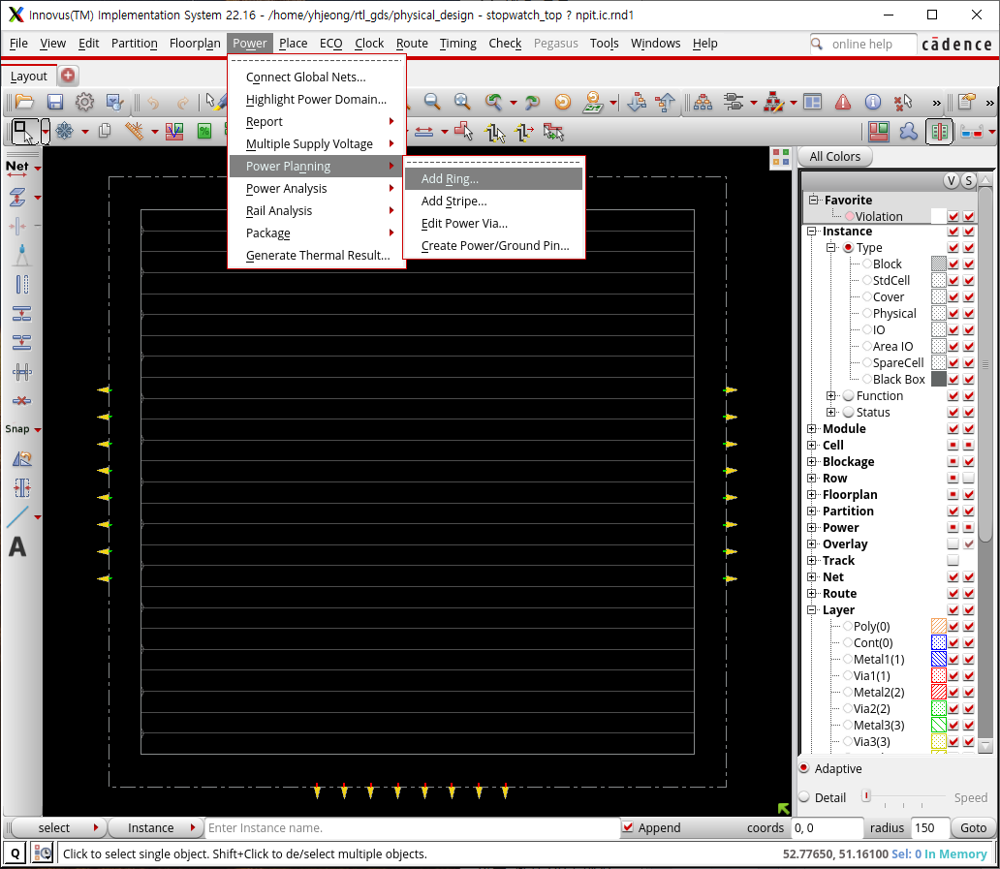 Innovus(TM) Implementation System 22.16 - /home/yhjeong/rtl_gds/physical_design - stopwatch_top ? npit.ic.rnd1
File View Edit Partition Floorplan Power Place ECO Clock Route Timing Check Pegasus Tools Windows Help online help cādence
Layout
Connect Global Nets...
Highlight Power Domain...
Report
Multiple Supply Voltage
Power Planning
Power Analysis
Rail Analysis
Package
Generate Thermal Result...
Add Ring...
Add Stripe...
Edit Power Via...
Create Power/Ground Pin...
Net
Snap
A
All Colors
V S
Favorite
Violation
Instance
Type
Block
StdCell
Cover
Physical
IO
Area IO
SpareCell
Black Box
Function
Status
Module
Cell
Blockage
Row
Floorplan
Partition
Power
Overlay
Track
Net
Route
Layer
Poly(0)
Cont(0)
Metal1(1)
Via1(1)
Metal2(2)
Via2(2)
Metal3(3)
Via3(3)
Adaptive
Detail Speed
select Instance Enter Instance name. Append coords 0, 0 radius 150 Goto
Q Click to select single object. Shift+Click to de/select multiple objects. 52.77650, 51.16100 Sel: 0 In Memory